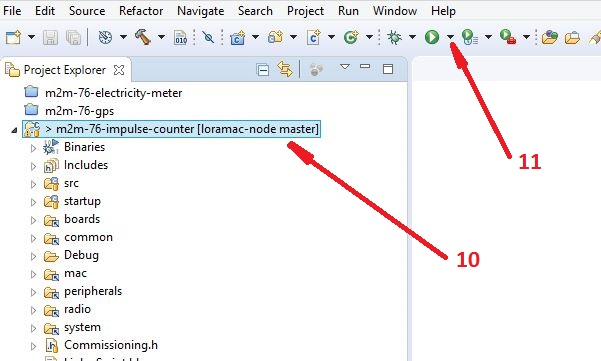 File Edit Source Refactor Navigate Search Project Run Window Help
Project Explorer
m2m-76-electricity-meter
m2m-76-gps
> m2m-76-impulse-counter [loramac-node master]
Binaries
Includes
src
startup
boards
common
Debug
mac
peripherals
radio
system
Commissioning.h
11
10